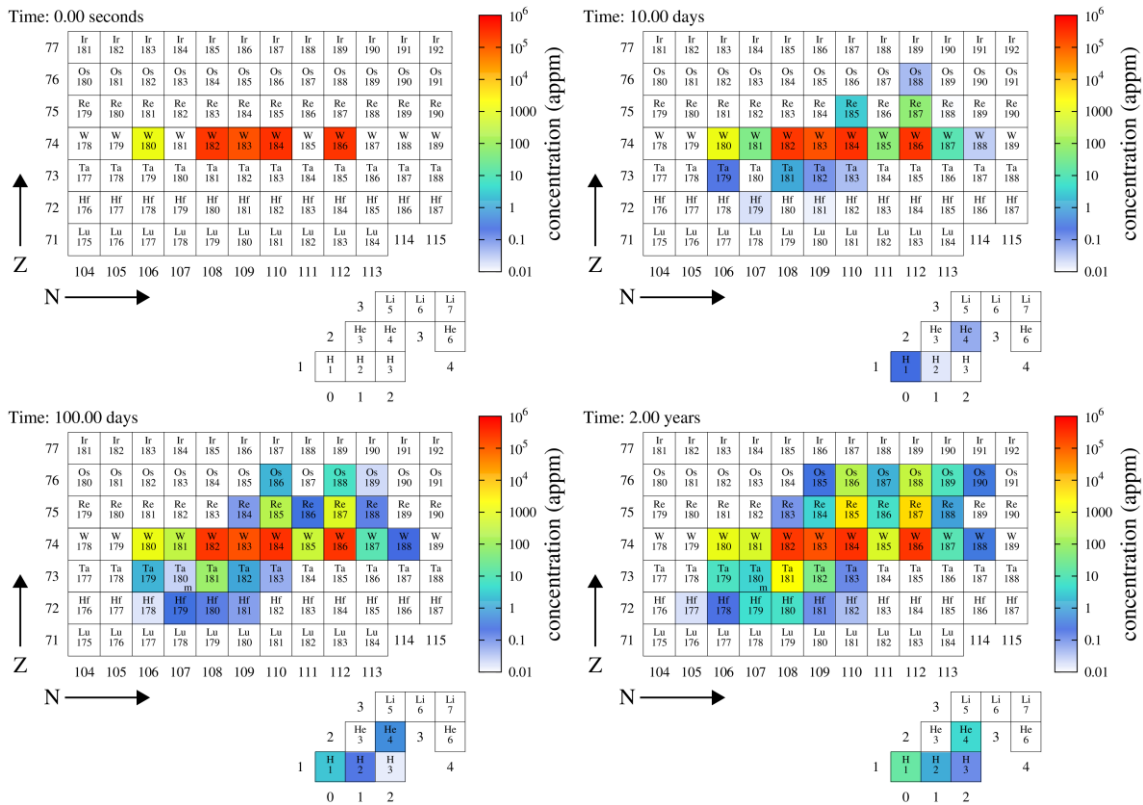 Time: 0.00 seconds
77 Ir 181 Ir 182 Ir 183 Ir 184 Ir 185 Ir 186 Ir 187 Ir 188 Ir 189 Ir 190 Ir 191 Ir 192
76 Os 180 Os 181 Os 182 Os 183 Os 184 Os 185 Os 186 Os 187 Os 188 Os 189 Os 190 Os 191
75 Re 179 Re 180 Re 181 Re 182 Re 183 Re 184 Re 185 Re 186 Re 187 Re 188 Re 189 Re 190
74 W 178 W 179 W 180 W 181 W 182 W 183 W 184 W 185 W 186 W 187 W 188 W 189
73 Ta 177 Ta 178 Ta 179 Ta 180 Ta 181 Ta 182 Ta 183 Ta 184 Ta 185 Ta 186 Ta 187 Ta 188
72 Hf 176 Hf 177 Hf 178 Hf 179 Hf 180 Hf 181 Hf 182 Hf 183 Hf 184 Hf 185 Hf 186 Hf 187
71 Lu 175 Lu 176 Lu 177 Lu 178 Lu 179 Lu 180 Lu 181 Lu 182 Lu 183 Lu 184 114 115
Z
104 105 106 107 108 109 110 111 112 113
N
10^6
10^5
10^4
1000
100
10
1
0.1
0.01
concentration (appm)
3 Li 5 Li 6 Li 7
2 He 3 He 4 3 He 6
1 H 1 H 2 H 3 4
0 1 2
Time: 10.00 days
77 Ir 181 Ir 182 Ir 183 Ir 184 Ir 185 Ir 186 Ir 187 Ir 188 Ir 189 Ir 190 Ir 191 Ir 192
76 Os 180 Os 181 Os 182 Os 183 Os 184 Os 185 Os 186 Os 187 Os 188 Os 189 Os 190 Os 191
75 Re 179 Re 180 Re 181 Re 182 Re 183 Re 184 Re 185 Re 186 Re 187 Re 188 Re 189 Re 190
74 W 178 W 179 W 180 W 181 W 182 W 183 W 184 W 185 W 186 W 187 W 188 W 189
73 Ta 177 Ta 178 Ta 179 Ta 180 Ta 181 Ta 182 Ta 183 Ta 184 Ta 185 Ta 186 Ta 187 Ta 188
72 Hf 176 Hf 177 Hf 178 Hf 179 Hf 180 Hf 181 Hf 182 Hf 183 Hf 184 Hf 185 Hf 186 Hf 187
71 Lu 175 Lu 176 Lu 177 Lu 178 Lu 179 Lu 180 Lu 181 Lu 182 Lu 183 Lu 184 114 115
Z
104 105 106 107 108 109 110 111 112 113
N
10^6
10^5
10^4
1000
100
10
1
0.1
0.01
concentration (appm)
3 Li 5 Li 6 Li 7
2 He 3 He 4 3 He 6
1 H 1 H 2 H 3 4
0 1 2
Time: 100.00 days
77 Ir 181 Ir 182 Ir 183 Ir 184 Ir 185 Ir 186 Ir 187 Ir 188 Ir 189 Ir 190 Ir 191 Ir 192
76 Os 180 Os 181 Os 182 Os 183 Os 184 Os 185 Os 186 Os 187 Os 188 Os 189 Os 190 Os 191
75 Re 179 Re 180 Re 181 Re 182 Re 183 Re 184 Re 185 Re 186 Re 187 Re 188 Re 189 Re 190
74 W 178 W 179 W 180 W 181 W 182 W 183 W 184 W 185 W 186 W 187 W 188 W 189
73 Ta 177 Ta 178 Ta 179 Ta 180 m Ta 181 Ta 182 Ta 183 Ta 184 Ta 185 Ta 186 Ta 187 Ta 188
72 Hf 176 Hf 177 Hf 178 Hf 179 Hf 180 Hf 181 Hf 182 Hf 183 Hf 184 Hf 185 Hf 186 Hf 187
71 Lu 175 Lu 176 Lu 177 Lu 178 Lu 179 Lu 180 Lu 181 Lu 182 Lu 183 Lu 184 114 115
Z
104 105 106 107 108 109 110 111 112 113
N
10^6
10^5
10^4
1000
100
10
1
0.1
0.01
concentration (appm)
3 Li 5 Li 6 Li 7
2 He 3 He 4 3 He 6
1 H 1 H 2 H 3 4
0 1 2
Time: 2.00 years
77 Ir 181 Ir 182 Ir 183 Ir 184 Ir 185 Ir 186 Ir 187 Ir 188 Ir 189 Ir 190 Ir 191 Ir 192
76 Os 180 Os 181 Os 182 Os 183 Os 184 Os 185 Os 186 Os 187 Os 188 Os 189 Os 190 Os 191
75 Re 179 Re 180 Re 181 Re 182 Re 183 Re 184 Re 185 Re 186 Re 187 Re 188 Re 189 Re 190
74 W 178 W 179 W 180 W 181 W 182 W 183 W 184 W 185 W 186 W 187 W 188 W 189
73 Ta 177 Ta 178 Ta 179 Ta 180 m Ta 181 Ta 182 Ta 183 Ta 184 Ta 185 Ta 186 Ta 187 Ta 188
72 Hf 176 Hf 177 Hf 178 Hf 179 Hf 180 Hf 181 Hf 182 Hf 183 Hf 184 Hf 185 Hf 186 Hf 187
71 Lu 175 Lu 176 Lu 177 Lu 178 Lu 179 Lu 180 Lu 181 Lu 182 Lu 183 Lu 184 114 115
Z
104 105 106 107 108 109 110 111 112 113
N
10^6
10^5
10^4
1000
100
10
1
0.1
0.01
concentration (appm)
3 Li 5 Li 6 Li 7
2 He 3 He 4 3 He 6
1 H 1 H 2 H 3 4
0 1 2